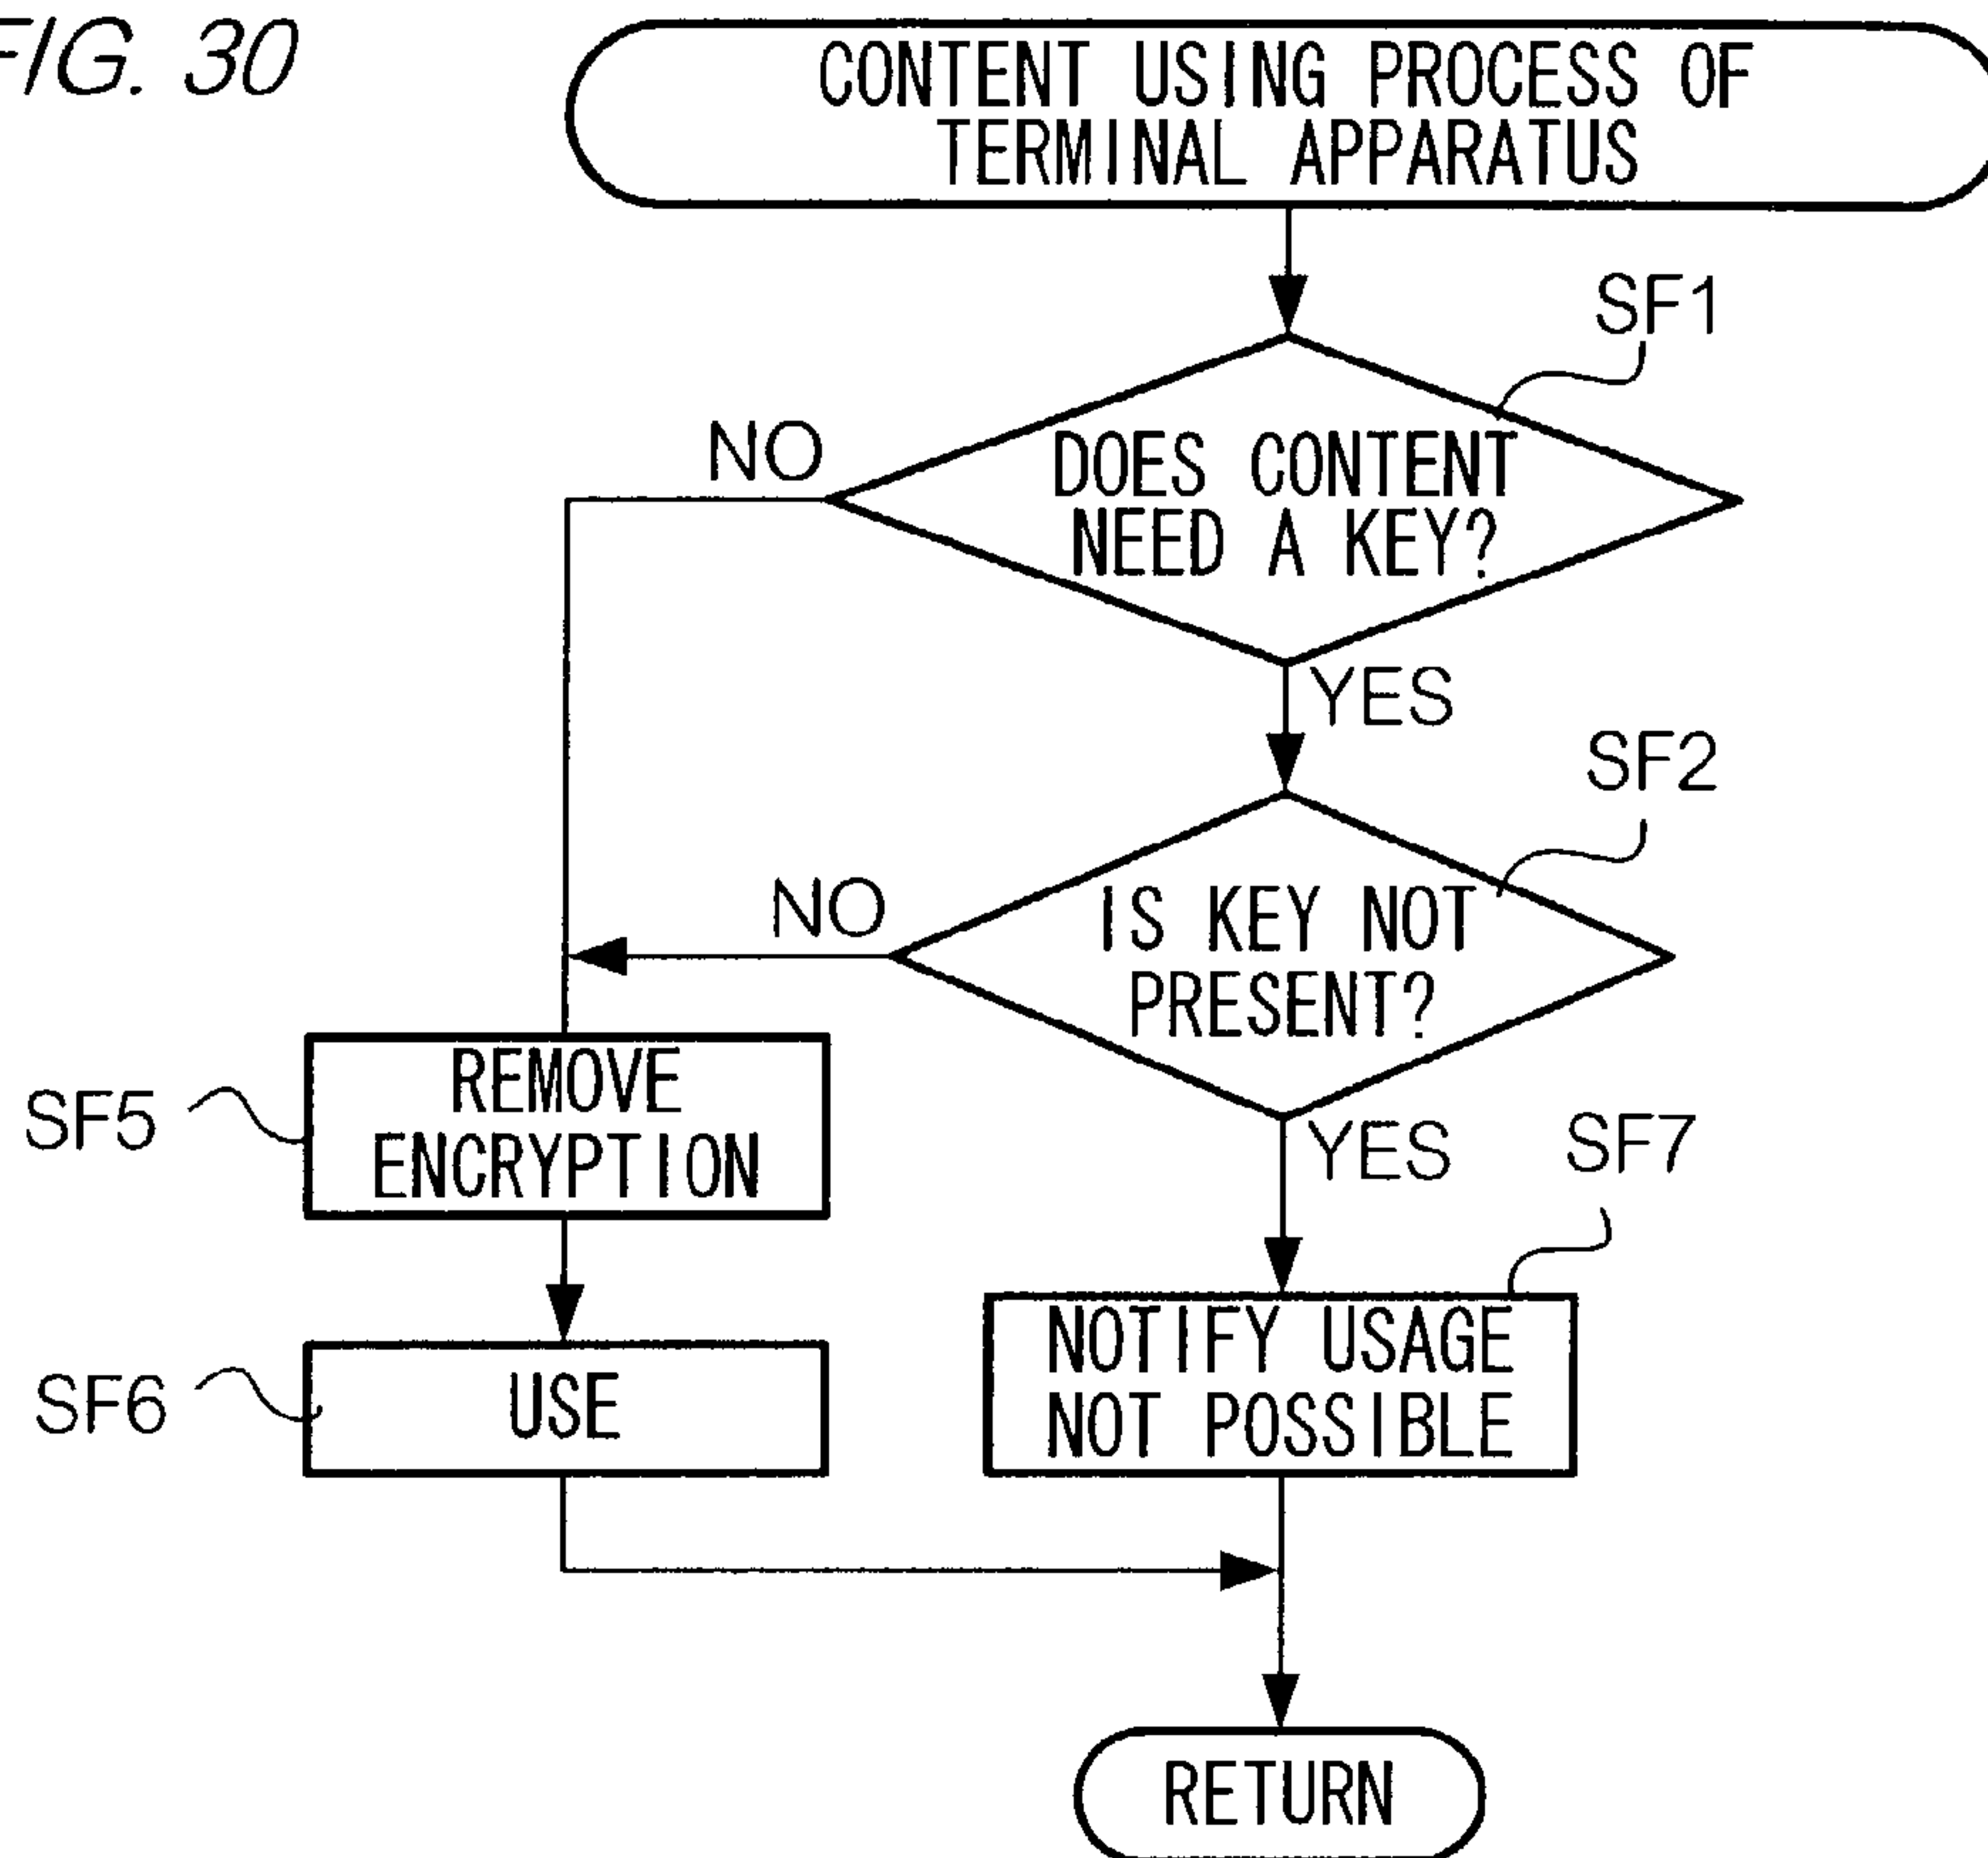 FIG. 30
CONTENT USING PROCESS OF
TERMINAL APPARATUS
SF1
NO
DOES CONTENT
NEED A KEY?
YES
SF2
NO
IS KEY NOT
PRESENT?
REMOVE
ENCRYPTION
SF5
YES
SF7
NOTIFY USAGE
NOT POSSIBLE
SF6
USE
RETURN